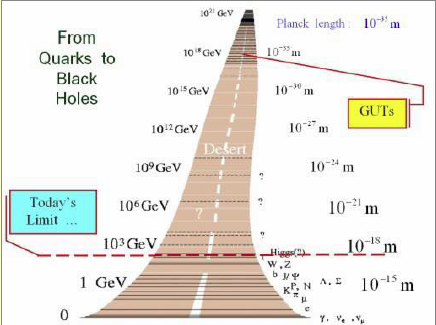 From
Quarks to
Black
Holes
10²¹ GeV
Planck length : 10⁻³⁵ m
10¹⁸ GeV
10⁻³³ m
10¹⁵ GeV
10⁻³⁰ m
GUTs
10¹² GeV
10⁻²⁷ m
Desert
10⁹ GeV
10⁻²⁴ m
?
Today's
Limit ...
10⁶ GeV
?
?
10⁻²¹ m
10³ GeV
?
Higgs(?)
10⁻¹⁸ m
W , Z
b J/Ψ
1 GeV
K P, N Λ, Σ
π μ
10⁻¹⁵ m
e
0
γ, νₑ , νμ